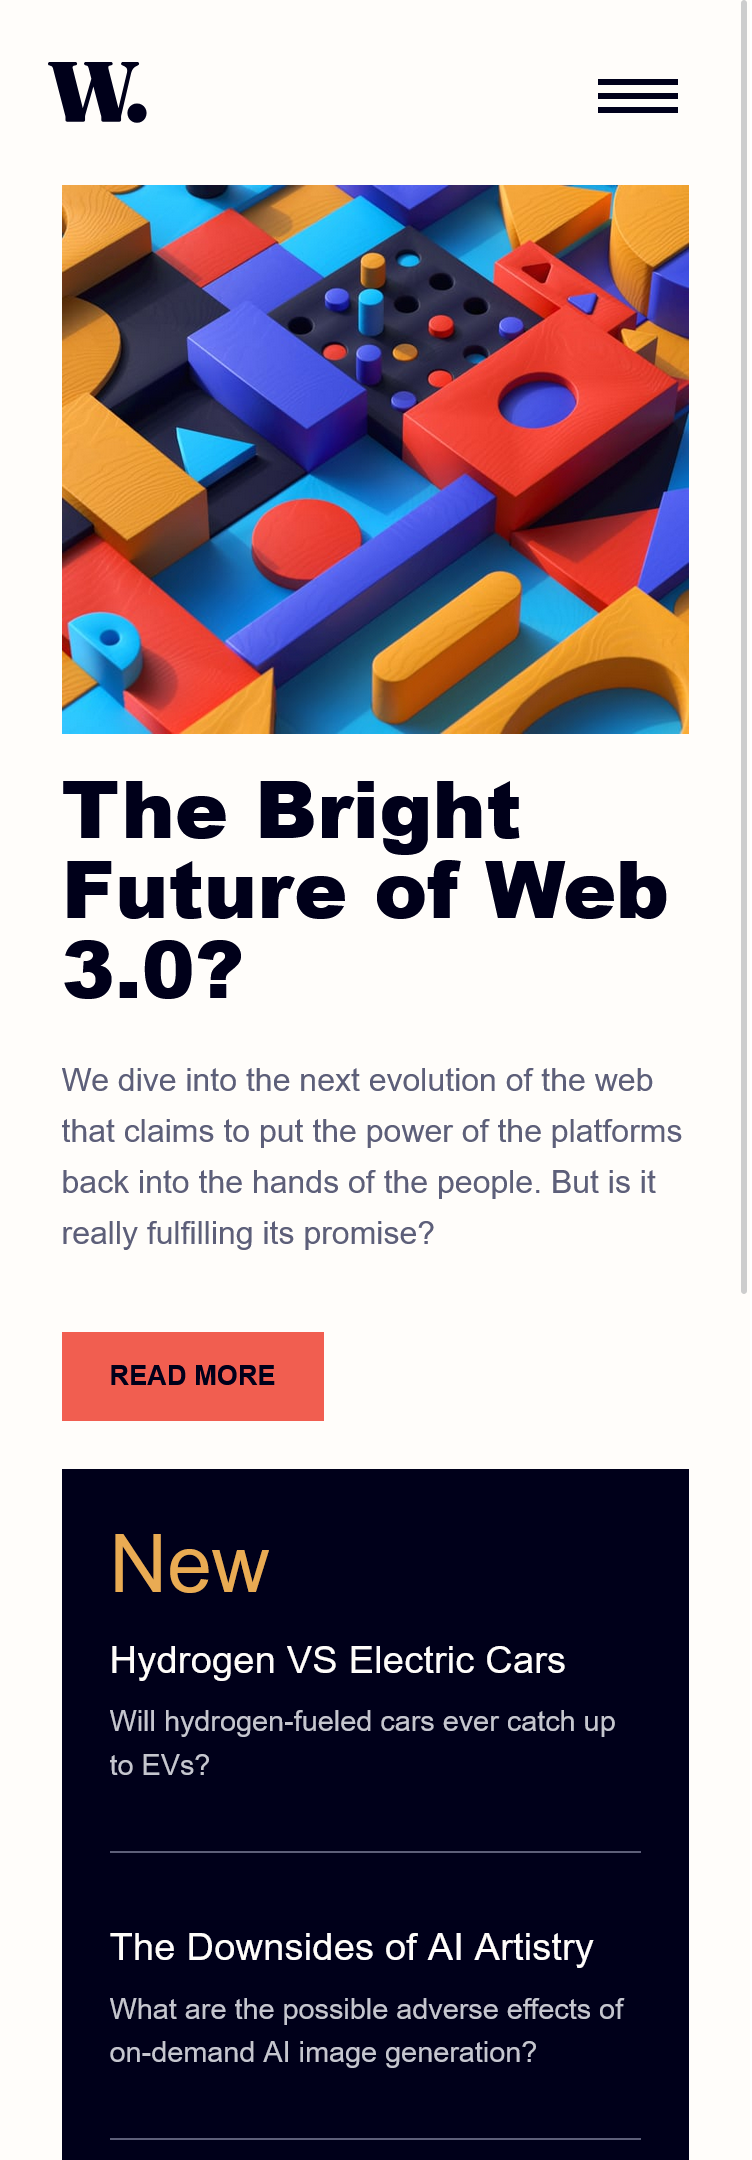 W.
The Bright
Future of Web
3.0?
We dive into the next evolution of the web
that claims to put the power of the platforms
back into the hands of the people. But is it
really fulfilling its promise?
READ MORE
New
Hydrogen VS Electric Cars
Will hydrogen-fueled cars ever catch up
to EVs?
The Downsides of AI Artistry
What are the possible adverse effects of
on-demand AI image generation?